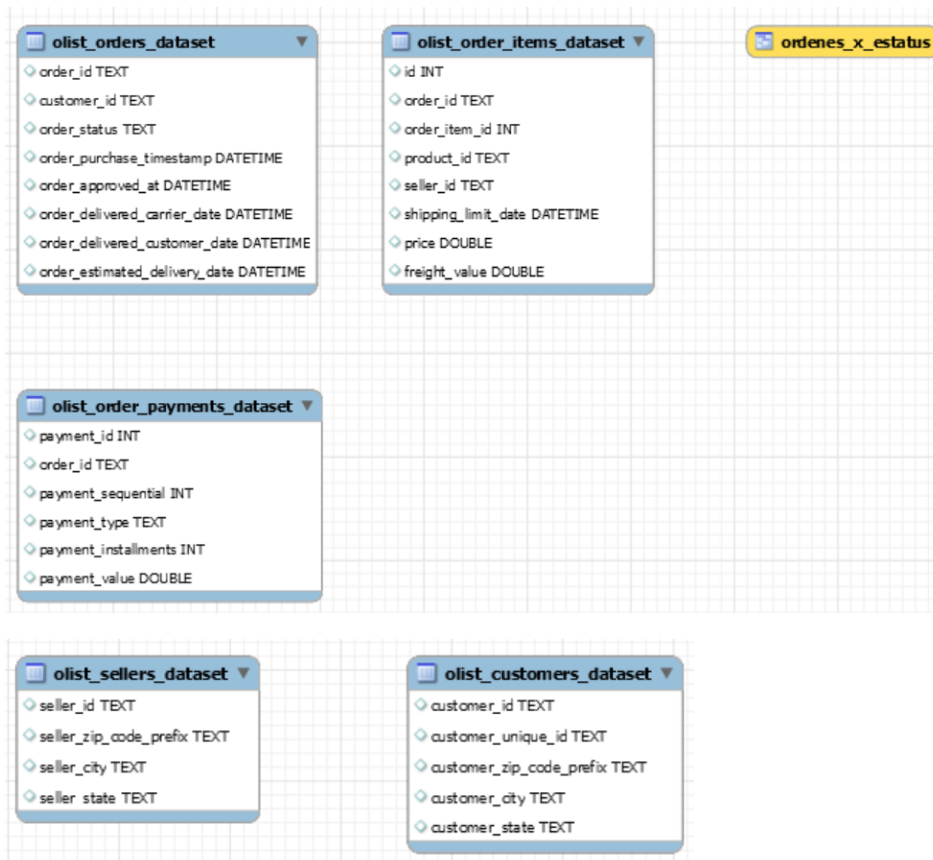 olist_orders_dataset
order_id TEXT
customer_id TEXT
order_status TEXT
order_purchase_timestamp DATETIME
order_approved_at DATETIME
order_delivered_carrier_date DATETIME
order_delivered_customer_date DATETIME
order_estimated_delivery_date DATETIME
olist_order_items_dataset
id INT
order_id TEXT
order_item_id INT
product_id TEXT
seller_id TEXT
shipping_limit_date DATETIME
price DOUBLE
freight_value DOUBLE
ordenes_x_estatus
olist_order_payments_dataset
payment_id INT
order_id TEXT
payment_sequential INT
payment_type TEXT
payment_installments INT
payment_value DOUBLE
olist_sellers_dataset
seller_id TEXT
seller_zip_code_prefix TEXT
seller_city TEXT
seller_state TEXT
olist_customers_dataset
customer_id TEXT
customer_unique_id TEXT
customer_zip_code_prefix TEXT
customer_city TEXT
customer_state TEXT